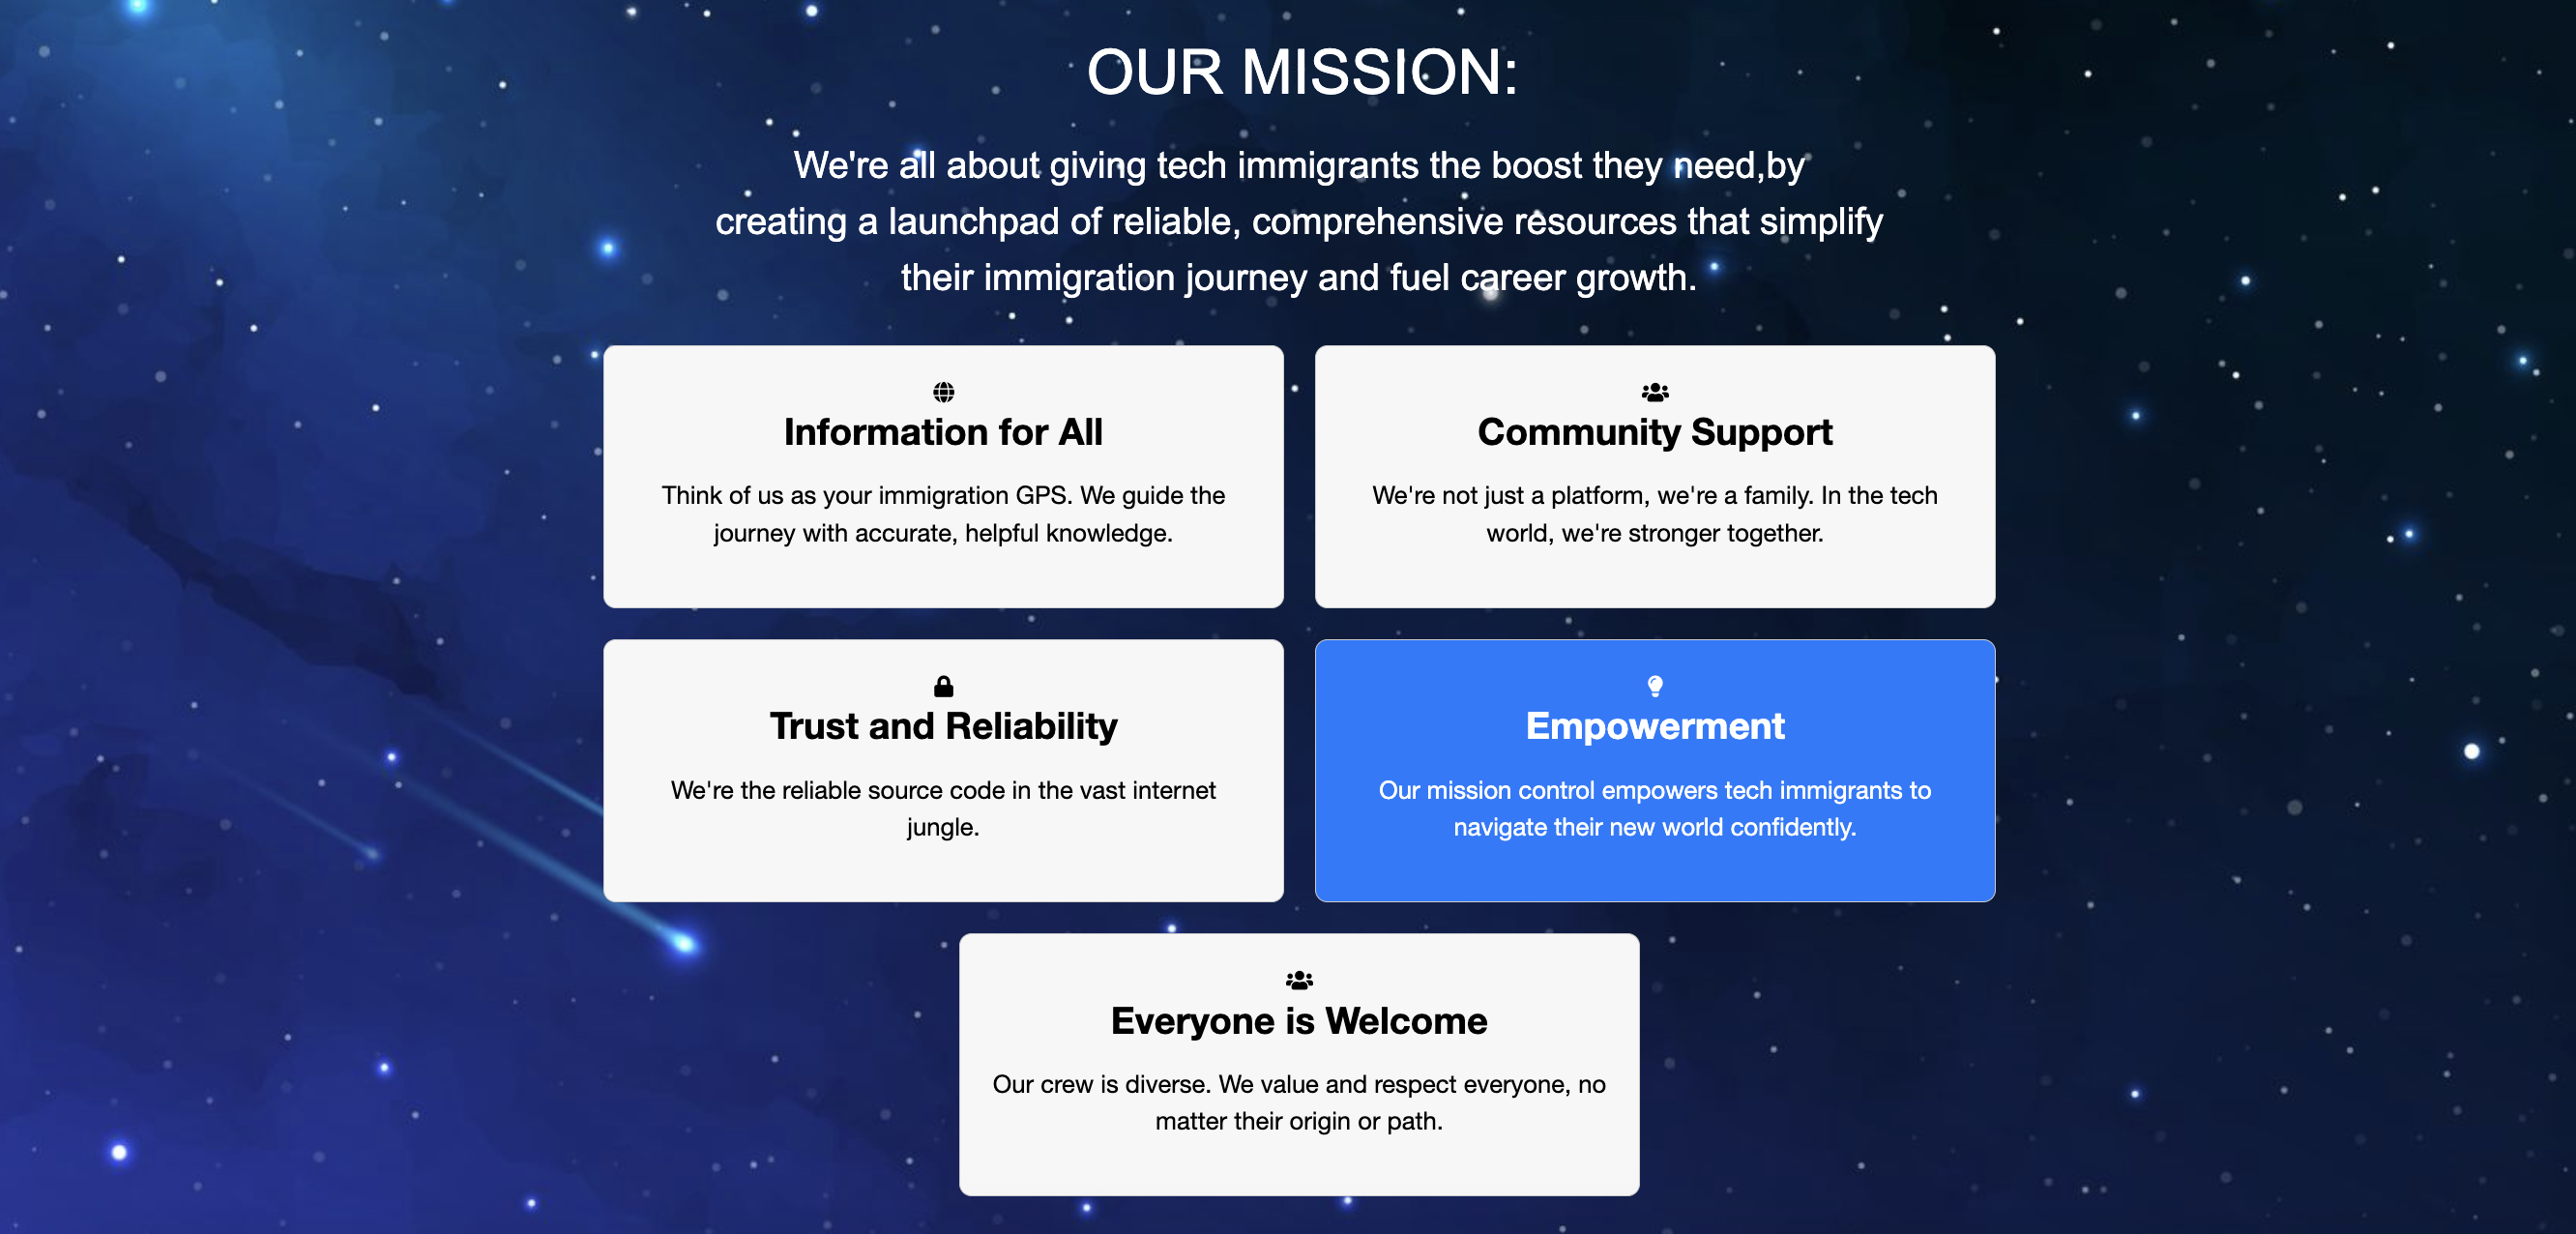 OUR MISSION:
We're all about giving tech immigrants the boost they need,by
creating a launchpad of reliable, comprehensive resources that simplify
their immigration journey and fuel career growth.
Information for All
Think of us as your immigration GPS. We guide the
journey with accurate, helpful knowledge.
Community Support
We're not just a platform, we're a family. In the tech
world, we're stronger together.
Trust and Reliability
We're the reliable source code in the vast internet
jungle.
Empowerment
Our mission control empowers tech immigrants to
navigate their new world confidently.
Everyone is Welcome
Our crew is diverse. We value and respect everyone, no
matter their origin or path.